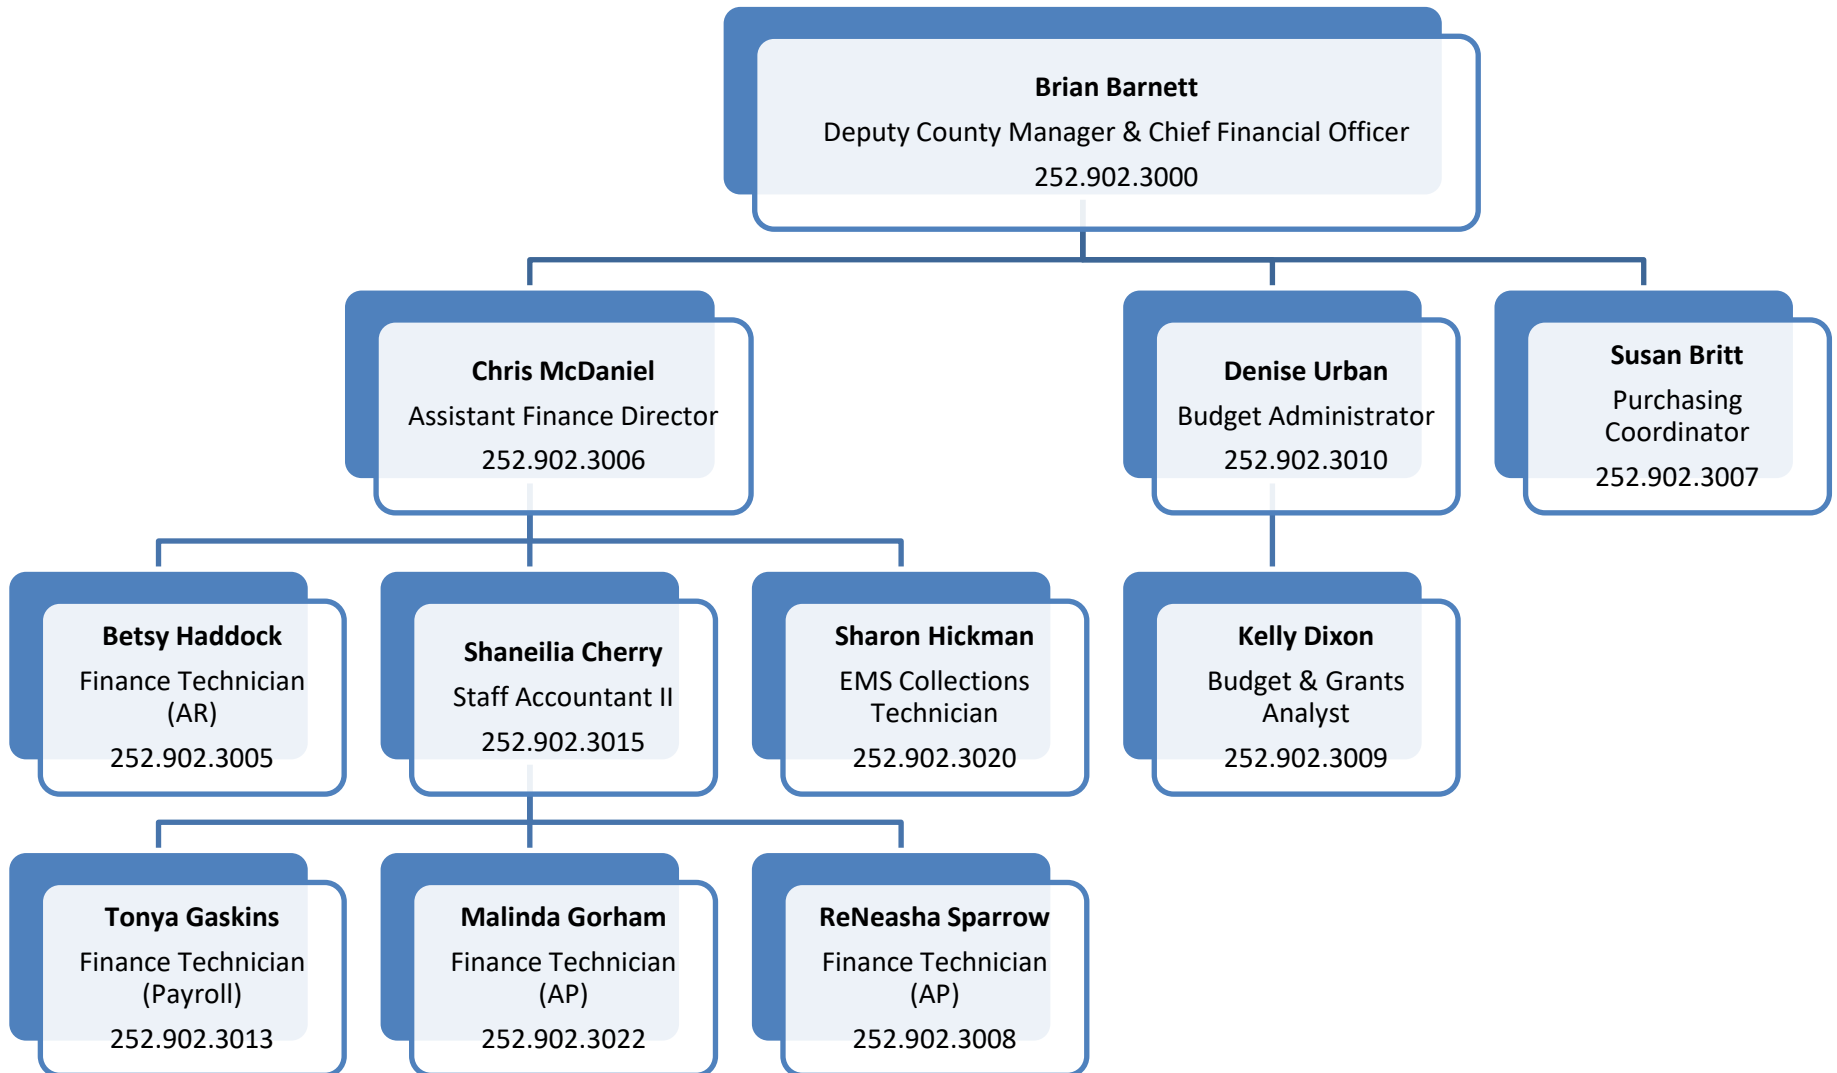 Brian Barnett
Deputy County Manager & Chief Financial Officer
252.902.3000
Chris McDaniel
Assistant Finance Director
252.902.3006
Denise Urban
Budget Administrator
252.902.3010
Susan Britt
Purchasing
Coordinator
252.902.3007
Betsy Haddock
Finance Technician
(AR)
252.902.3005
Shaneilia Cherry
Staff Accountant II
252.902.3015
Sharon Hickman
EMS Collections
Technician
252.902.3020
Kelly Dixon
Budget & Grants
Analyst
252.902.3009
Tonya Gaskins
Finance Technician
(Payroll)
252.902.3013
Malinda Gorham
Finance Technician
(AP)
252.902.3022
ReNeasha Sparrow
Finance Technician
(AP)
252.902.3008